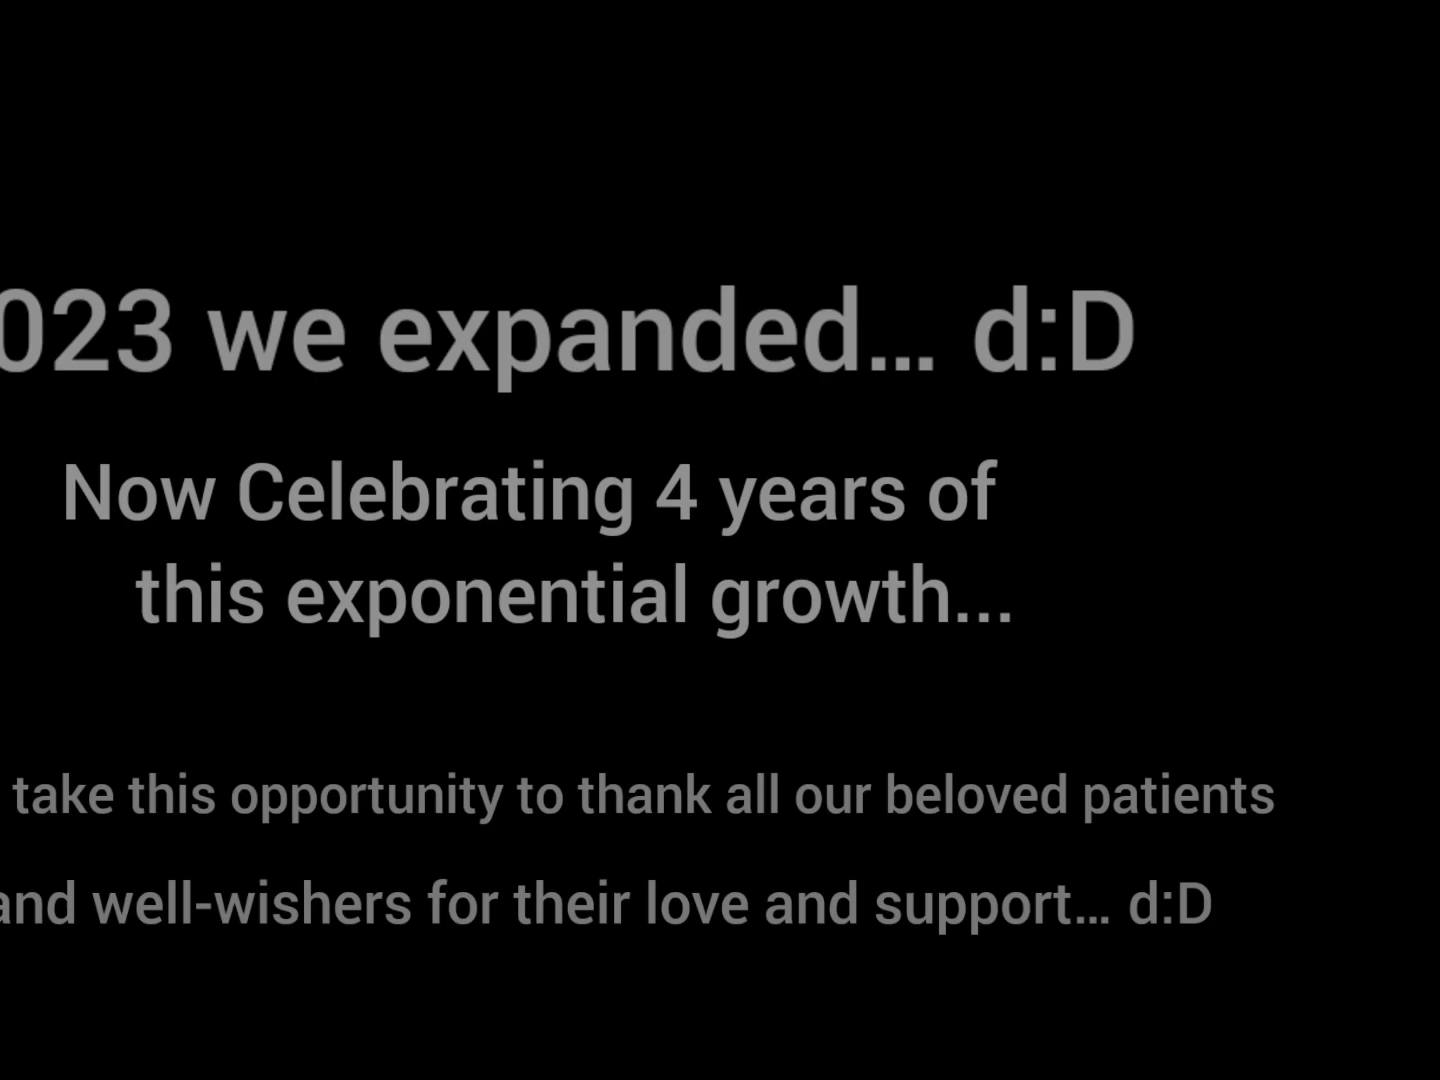 023 we expanded... d:D
Now Celebrating 4 years of
this exponential growth...
take this opportunity to thank all our beloved patients
and well-wishers for their love and support... d:D